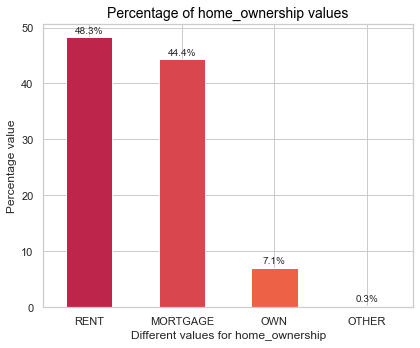 Percentage of home_ownership values
Percentage value
50
40
30
20
10
0
48.3%
44.4%
7.1%
0.3%
RENT MORTGAGE OWN OTHER
Different values for home_ownership